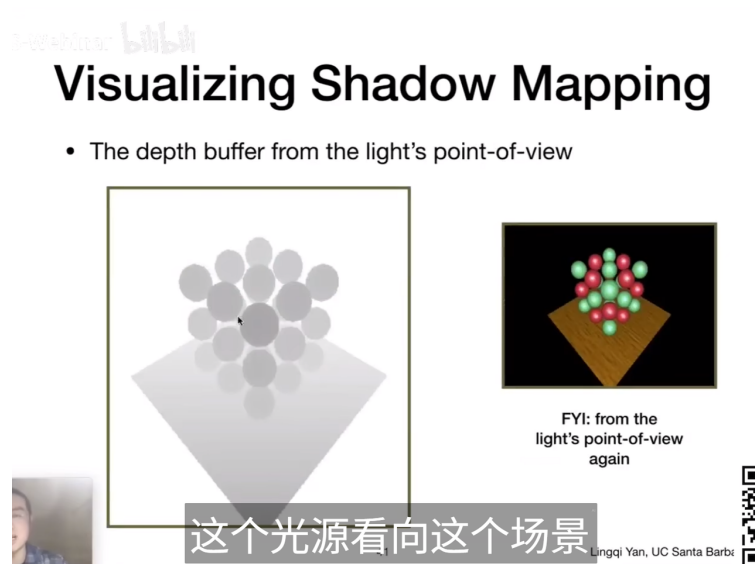 bilibili
Visualizing Shadow Mapping
• The depth buffer from the light's point-of-view
FYI: from the
light's point-of-view
again
这个光源看向这个场景
Lingqi Yan, UC Santa Barba